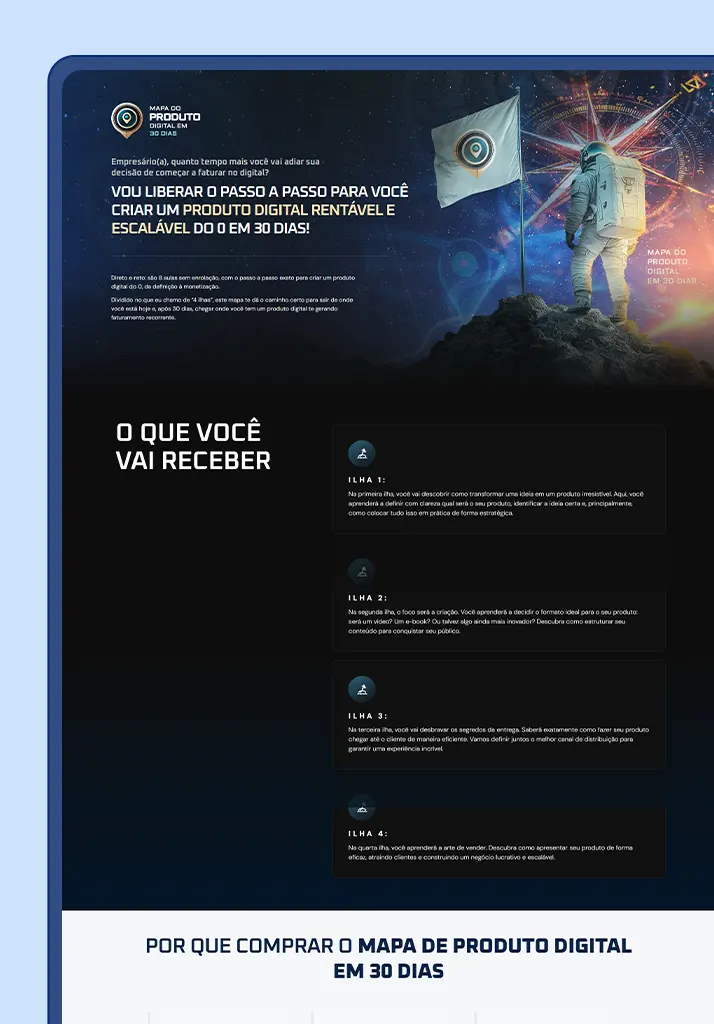 MAPA DO
PRODUTO
DIGITAL EM
30 DIAS
Empresário(a), quanto tempo mais você vai adiar sua
decisão de começar a faturar no digital?
VOU LIBERAR O PASSO A PASSO PARA VOCÊ
CRIAR UM PRODUTO DIGITAL RENTÁVEL E
ESCALÁVEL DO 0 EM 30 DIAS!
Direto e reto: são 8 aulas sem enrolação, com o passo a passo exato para criar um produto
digital do 0, da definição à monetização.
Dividido no que eu chamo de "4 ilhas", este mapa te dá o caminho certo para sair de onde
você está hoje e, após 30 dias, chegar onde você tem um produto digital te gerando
faturamento recorrente.
MAPA DO
PRODUTO
DIGITAL
EM 30 DIAS
O QUE VOCÊ
VAI RECEBER
ILHA 1:
Na primeira ilha, você vai descobrir como transformar uma ideia em um produto irresistível. Aqui, você
aprenderá a definir com clareza qual será o seu produto, identificar a ideia certa e, principalmente,
como colocar tudo isso em prática de forma estratégica.
ILHA 2:
Na segunda ilha, o foco será a criação. Você aprenderá a decidir o formato ideal para o seu produto:
será um vídeo? Um e-book? Ou talvez algo ainda mais inovador? Descubra como estruturar seu
conteúdo para conquistar seu público.
ILHA 3:
Na terceira ilha, você vai desbravar os segredos da entrega. Saberá exatamente como fazer seu produto
chegar até o cliente de maneira eficiente. Vamos definir juntos o melhor canal de distribuição para
garantir uma experiência incrível.
ILHA 4:
Na quarta ilha, você aprenderá a arte de vender. Descubra como apresentar seu produto de forma
eficaz, atraindo clientes e construindo um negócio lucrativo e escalável.
POR QUE COMPRAR O MAPA DE PRODUTO DIGITAL
EM 30 DIAS